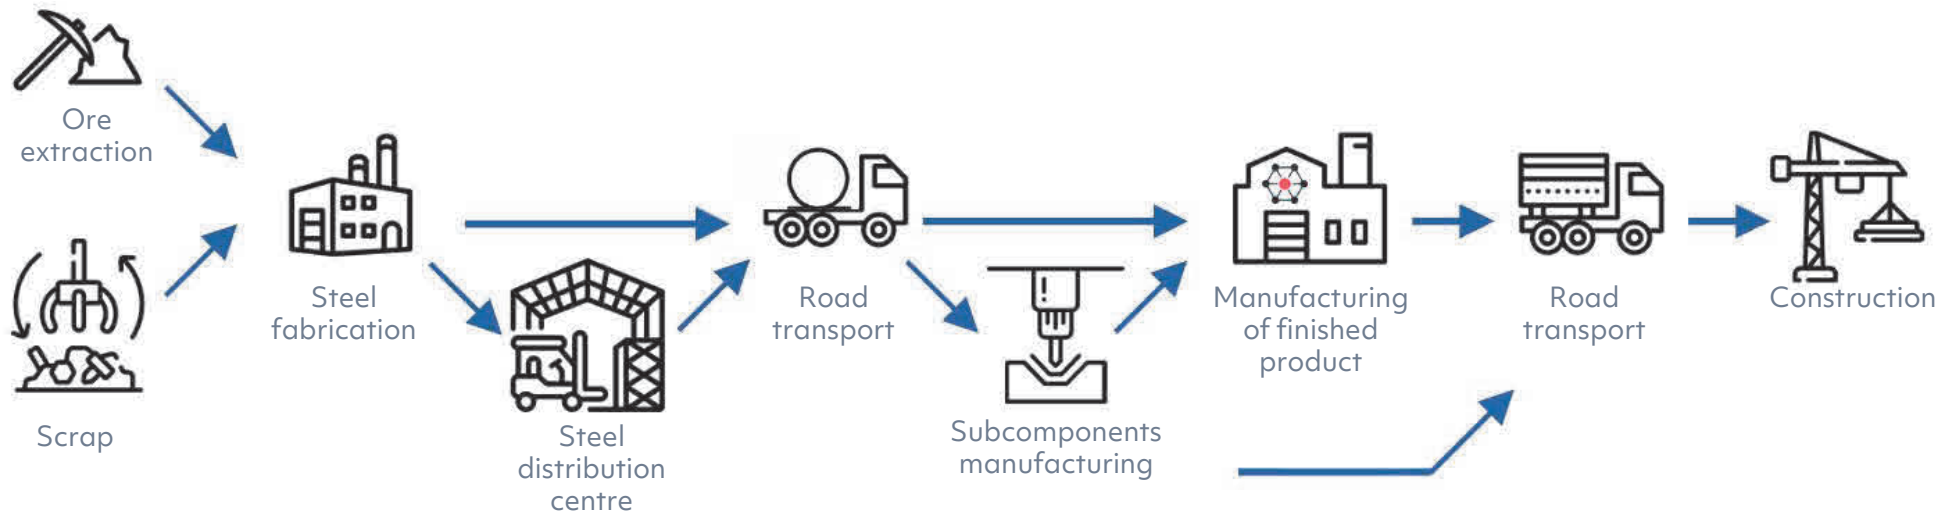 Ore
extraction
Scrap
Steel
fabrication
Steel
distribution
centre
Road
transport
Subcomponents
manufacturing
Manufacturing
of finished
product
Road
transport
Construction